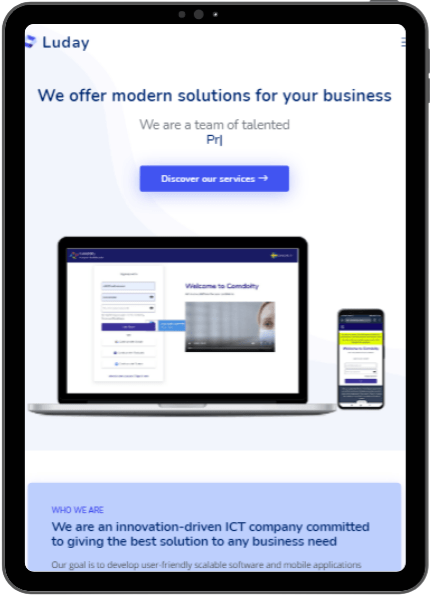 Luday
We offer modern solutions for your business
We are a team of talented
Pr|
Discover our services →
Welcome to Comdoity
WHO WE ARE
We are an innovation-driven ICT company committed
to giving the best solution to any business need
Our goal is to develop user-friendly scalable software and mobile applications